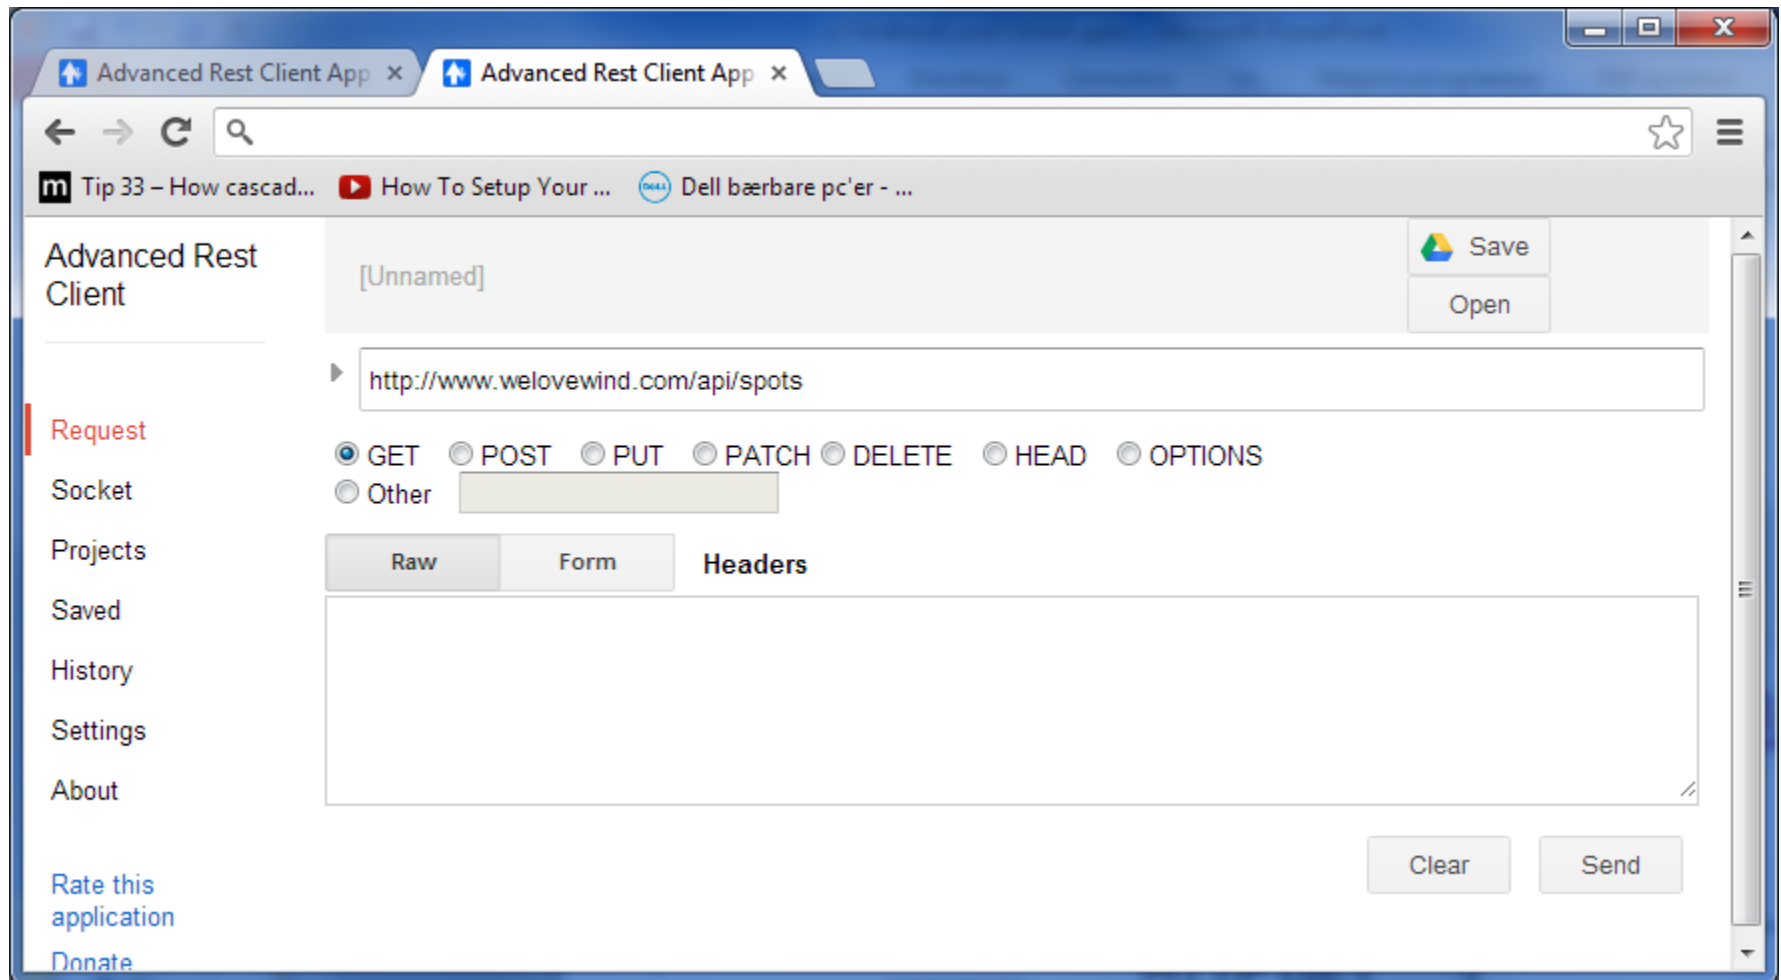 Advanced Rest Client App
Advanced Rest Client App
m Tip 33 – How cascad... How To Setup Your ... DELL Dell bærbare pc'er - ...
Advanced Rest
Client
[Unnamed]
Save
Open
http://www.welovewind.com/api/spots
Request
GET POST PUT PATCH DELETE HEAD OPTIONS
Socket
Other
Projects
Raw Form Headers
Saved
History
Settings
About
Clear Send
Rate this
application
Donate